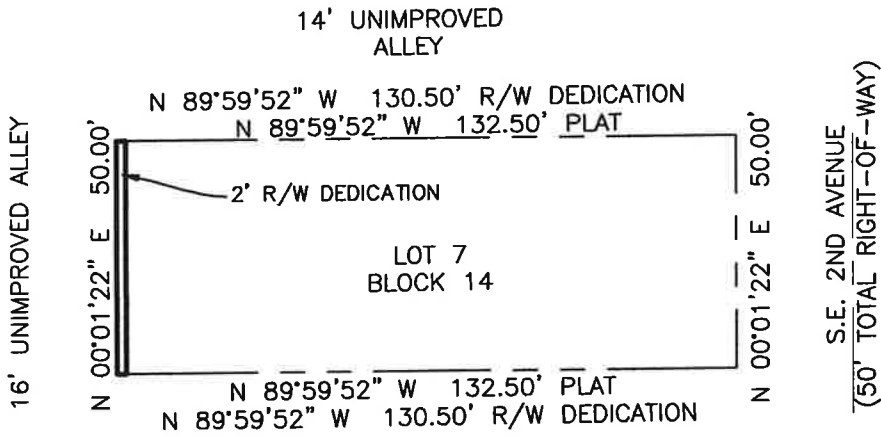 14' UNIMPROVED
ALLEY
N 89°59'52" W 130.50' R/W DEDICATION
N 89°59'52" W 132.50' PLAT
16' UNIMPROVED ALLEY
N 00°01'22" E 50.00'
2' R/W DEDICATION
LOT 7
BLOCK 14
N 00°01'22" E 50.00'
S.E. 2ND AVENUE
(50' TOTAL RIGHT-OF-WAY)
N 89°59'52" W 132.50' PLAT
N 89°59'52" W 130.50' R/W DEDICATION